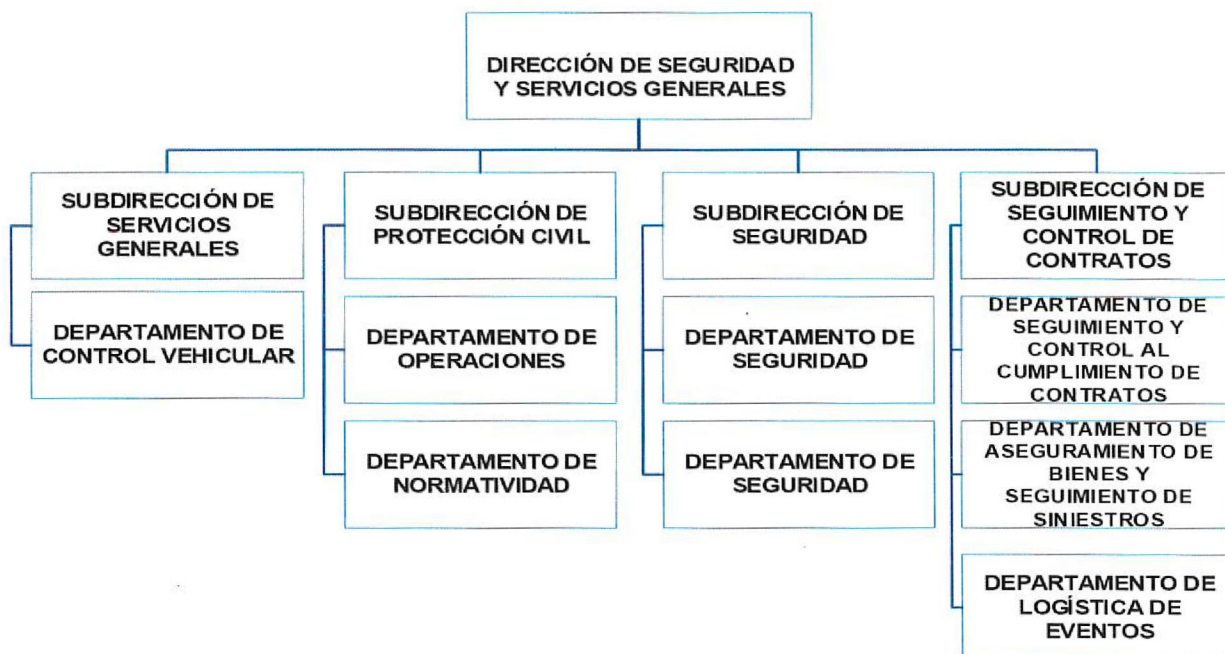 DIRECCIÓN DE SEGURIDAD
Y SERVICIOS GENERALES
SUBDIRECCIÓN DE
SERVICIOS
GENERALES
DEPARTAMENTO DE
CONTROL VEHICULAR
SUBDIRECCIÓN DE
PROTECCIÓN CIVIL
DEPARTAMENTO DE
OPERACIONES
DEPARTAMENTO DE
NORMATIVIDAD
SUBDIRECCIÓN DE
SEGURIDAD
DEPARTAMENTO DE
SEGURIDAD
DEPARTAMENTO DE
SEGURIDAD
SUBDIRECCIÓN DE
SEGUIMIENTO Y
CONTROL DE
CONTRATOS
DEPARTAMENTO DE
SEGUIMIENTO Y
CONTROL AL
CUMPLIMIENTO DE
CONTRATOS
DEPARTAMENTO DE
ASEGURAMIENTO DE
BIENES Y
SEGUIMIENTO DE
SINIESTROS
DEPARTAMENTO DE
LOGÍSTICA DE
EVENTOS